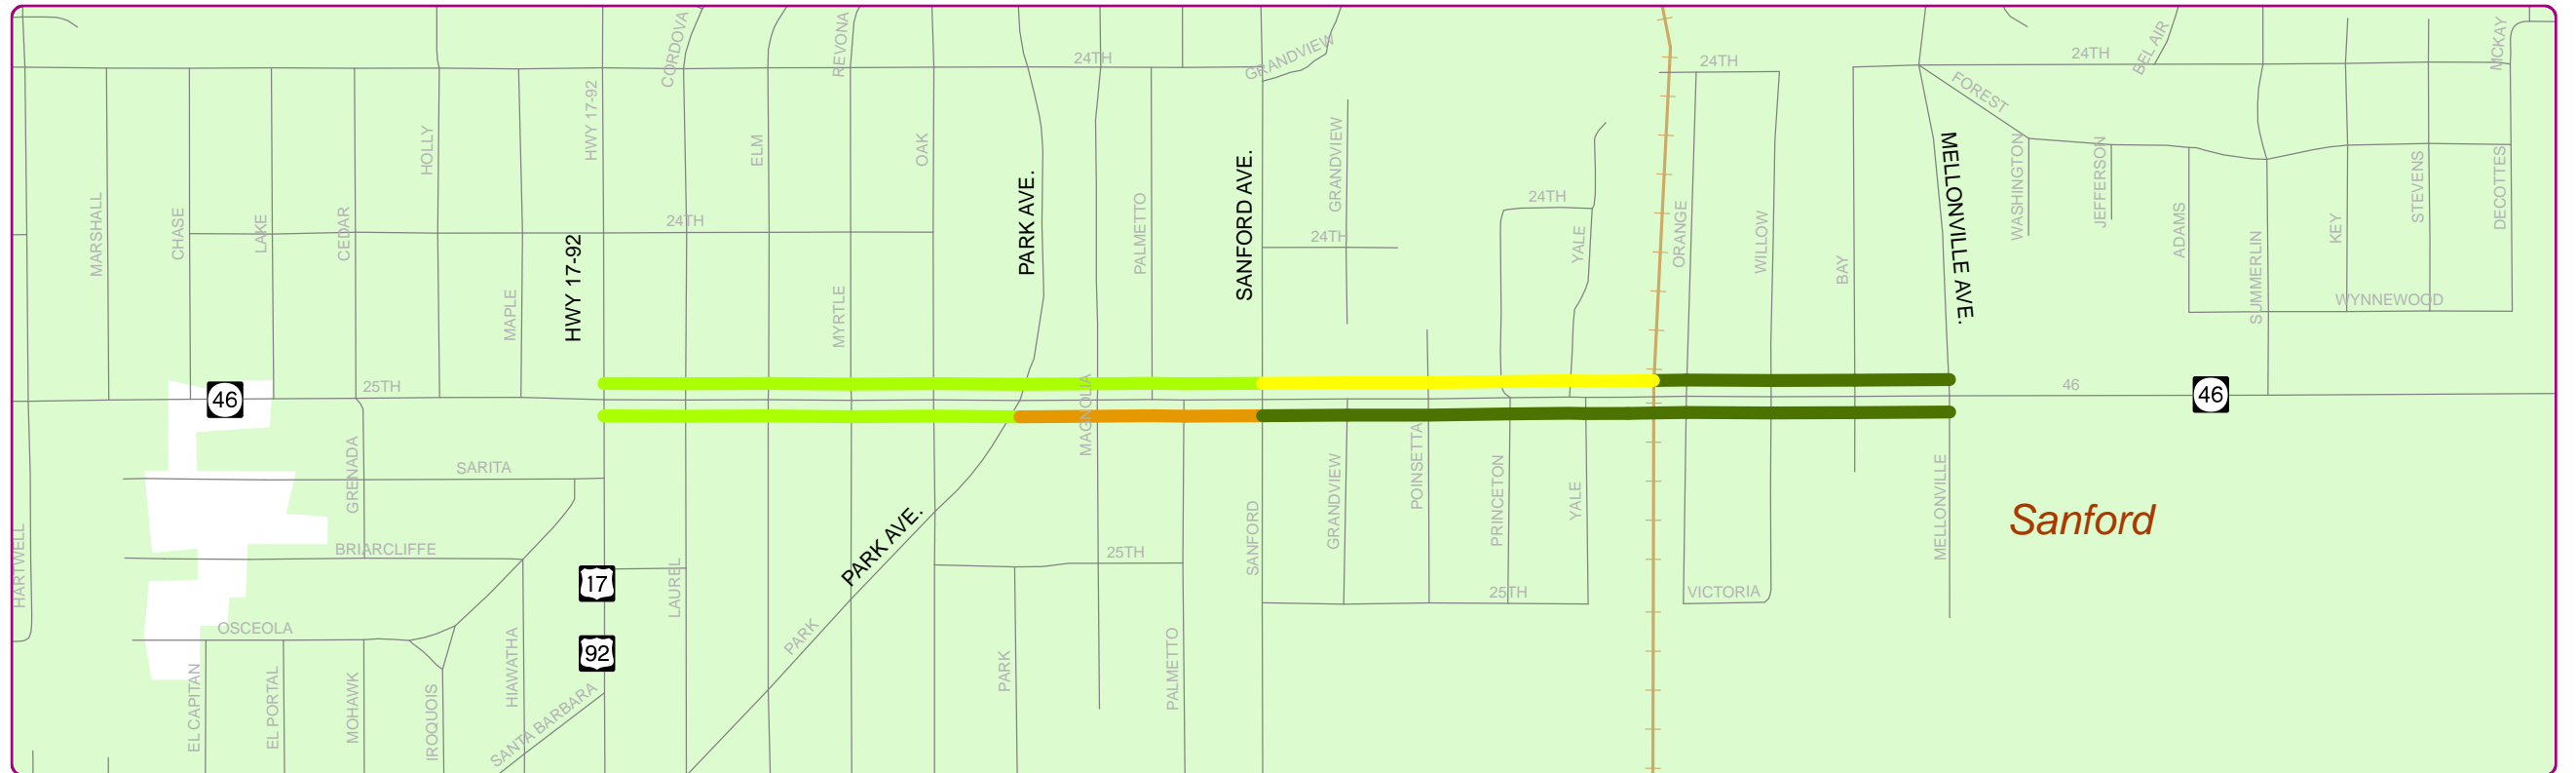 CORDOVA
REVONA
24TH
GRANDVIEW
24TH
24TH
BEL AIR
MCKAY
HWY 17-92
FOREST
HOLLY
ELM
OAK
PARK AVE.
SANFORD AVE.
GRANDVIEW
MELLONVILLE AVE.
WASHINGTON
JEFFERSON
STEVENS
DECOTTES
MARSHALL
CHASE
LAKE
CEDAR
24TH
PALMETTO
24TH
24TH
YALE
ORANGE
WILLOW
BAY
ADAMS
SUMMERLIN
KEY
HWY 17-92
MAPLE
MYRTLE
WYNNEWOOD
46
25TH
MAGNOLIA
46
46
GRENADA
SARITA
POINSETTA
GRANDVIEW
PRINCETON
YALE
MELLONVILLE
Sanford
HARTWELL
BRIARCLIFFE
17
LAUREL
PARK AVE.
25TH
SANFORD
25TH
VICTORIA
OSCEOLA
92
PARK
PARK
PALMETTO
EL CAPITAN
EL PORTAL
MOHAWK
IROQUOIS
HIAWATHA
SANTA BARBARA